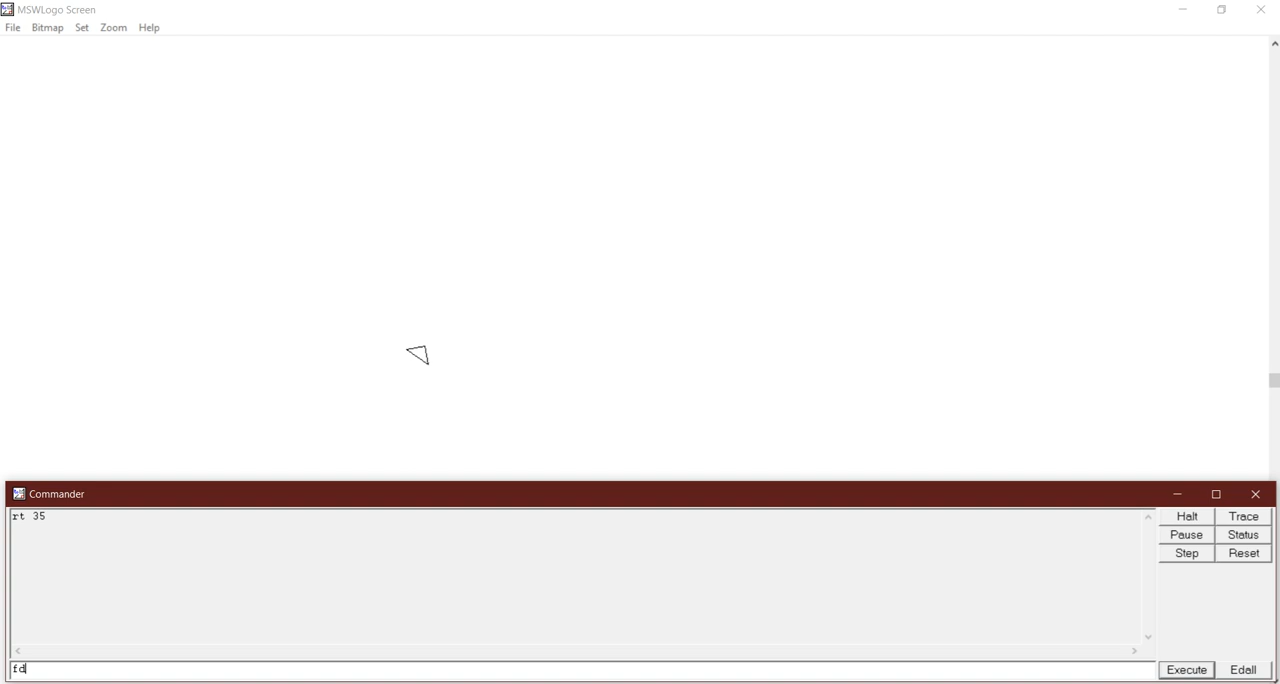 MSWLogo Screen
File Bitmap Set Zoom Help
Commander
rt 35
Halt Trace
Pause Status
Step Reset
fd
Execute Edall